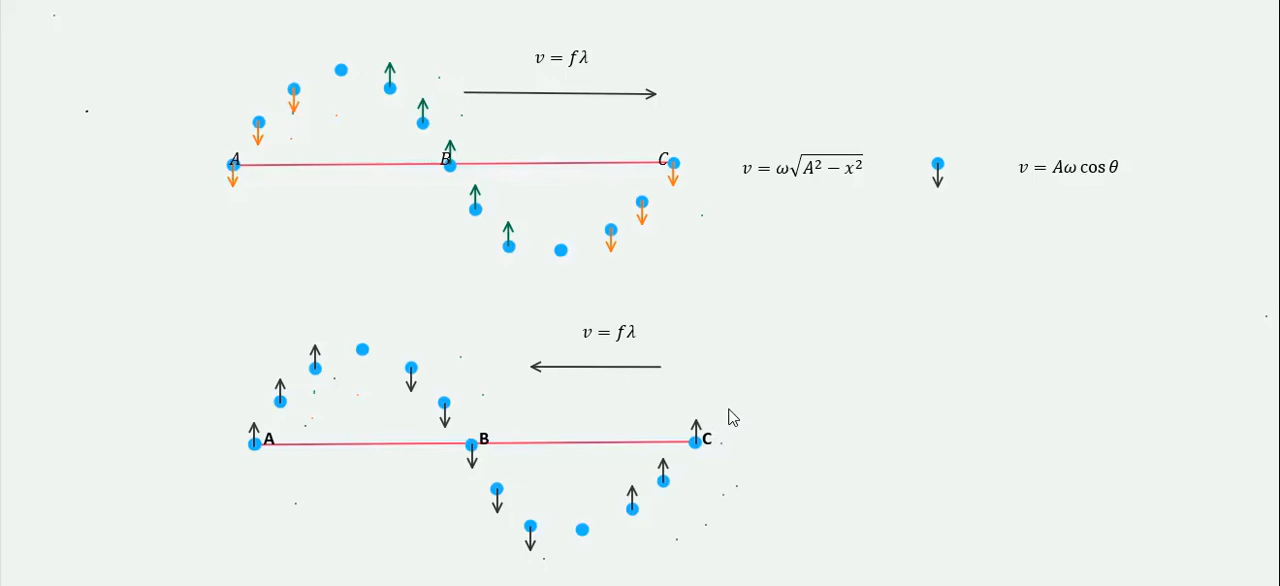 v = fλ
A
B
C
v = ω√(A² − x²)
v = Aω cos θ
v = fλ
A
B
C